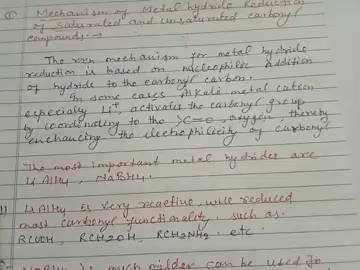 ① Mechanism of Metal hydride Reduction
of saturated and unsaturated carbonyl
compounds:→
The main mechanism for metal hydride
reduction is based on nucleophilic addition
of hydride to the carbonyl carbon.
In some cases Alkali metal cation
especially Li⁺, activates the carbonyl group
by coordinating to the >C=O, oxygen, thereby
enchancing the electrophilicity of carbonyl
The most important metal hydrides are
LiAlH4, NaBH4.
LiAlH4 is very reactive, will reduced
most carbonyl functionality, such as
RCOOH, RCH2OH, RCH2NH2. etc.
is much milder can be used to